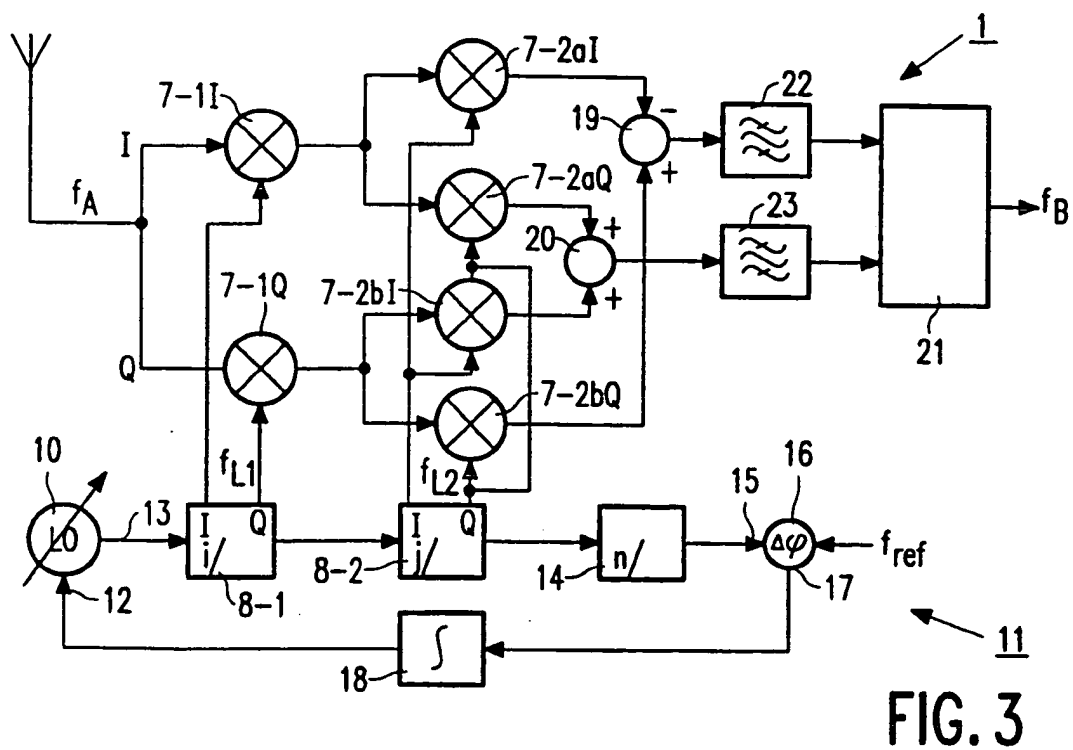 1
7-2aI
7-1I
22
19
-
+
I
f_A
7-2aQ
23
+
20
+
f_B
7-1Q
7-2bI
21
Q
7-2bQ
10
f_L1
f_L2
16
13
15
LO
I Q
i/
I Q
j/
n/
Δφ
f_ref
12
8-1
8-2
14
17
11
18
∫
FIG. 3